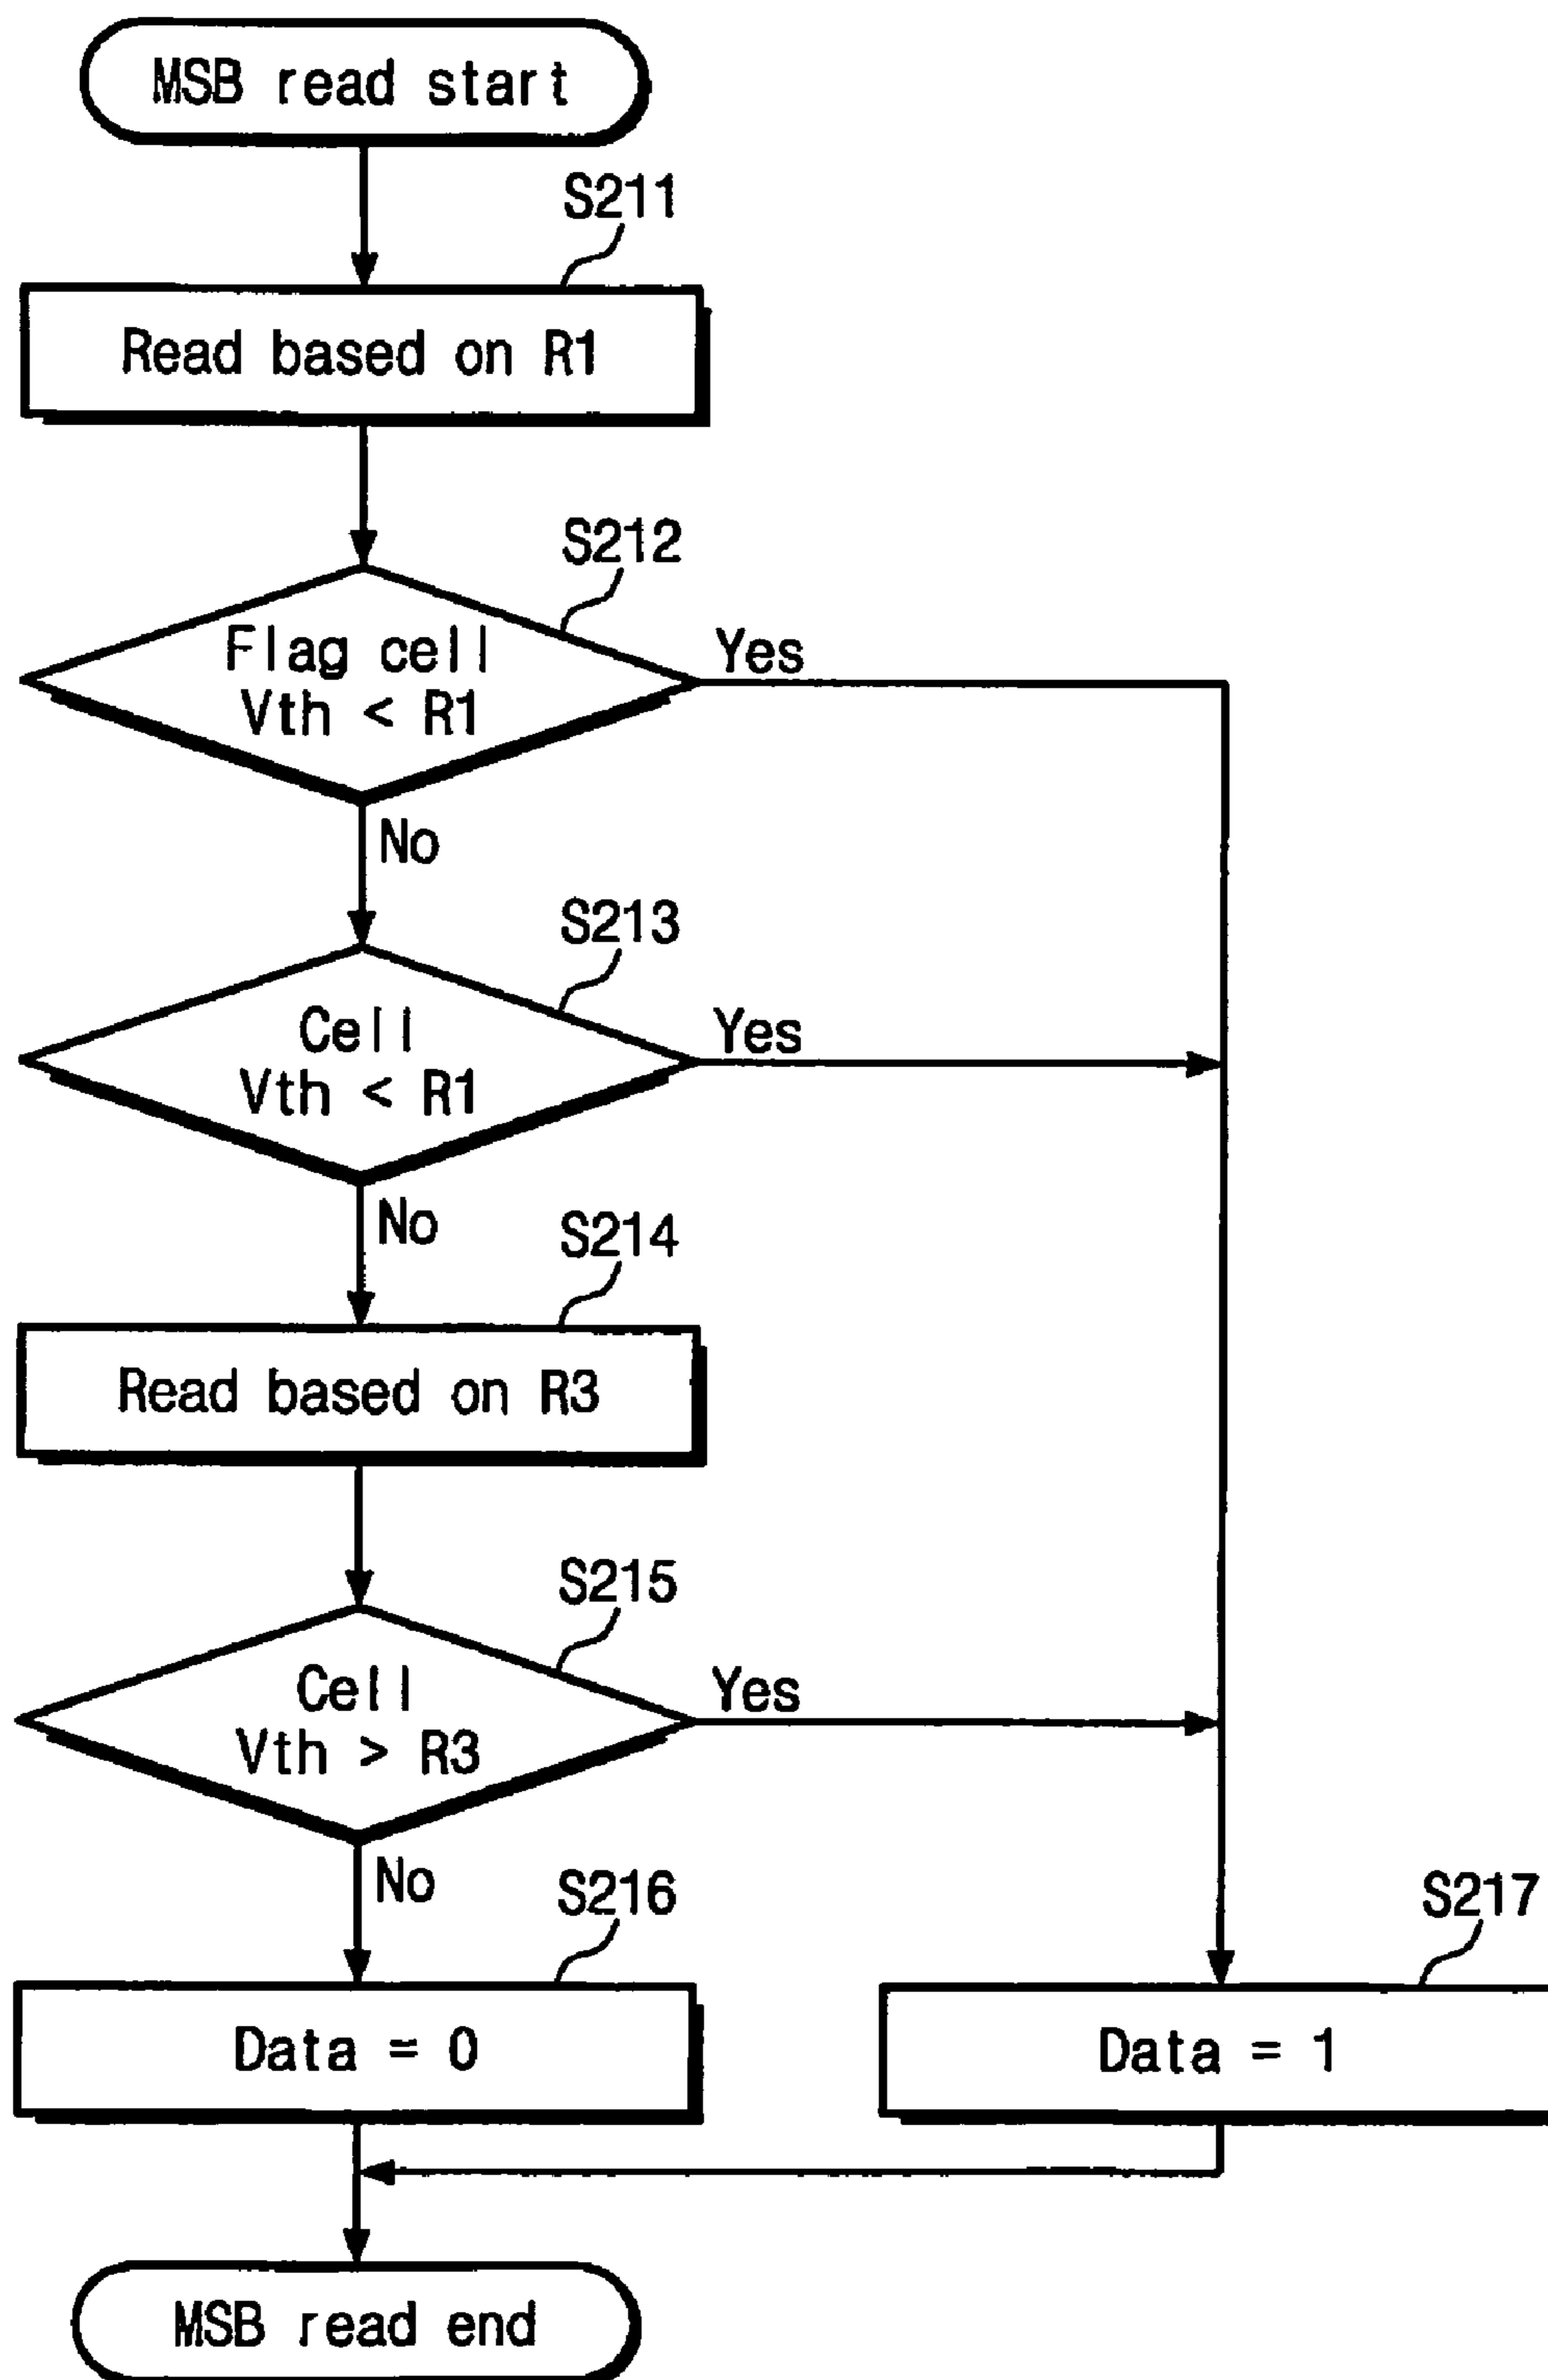 MSB read start
S211
Read based on R1
S212
Flag cell
Vth < R1
Yes
No
S213
Cell
Vth < R1
Yes
No
S214
Read based on R3
S215
Cell
Vth > R3
Yes
No
S216
S217
Data = 0
Data = 1
MSB read end